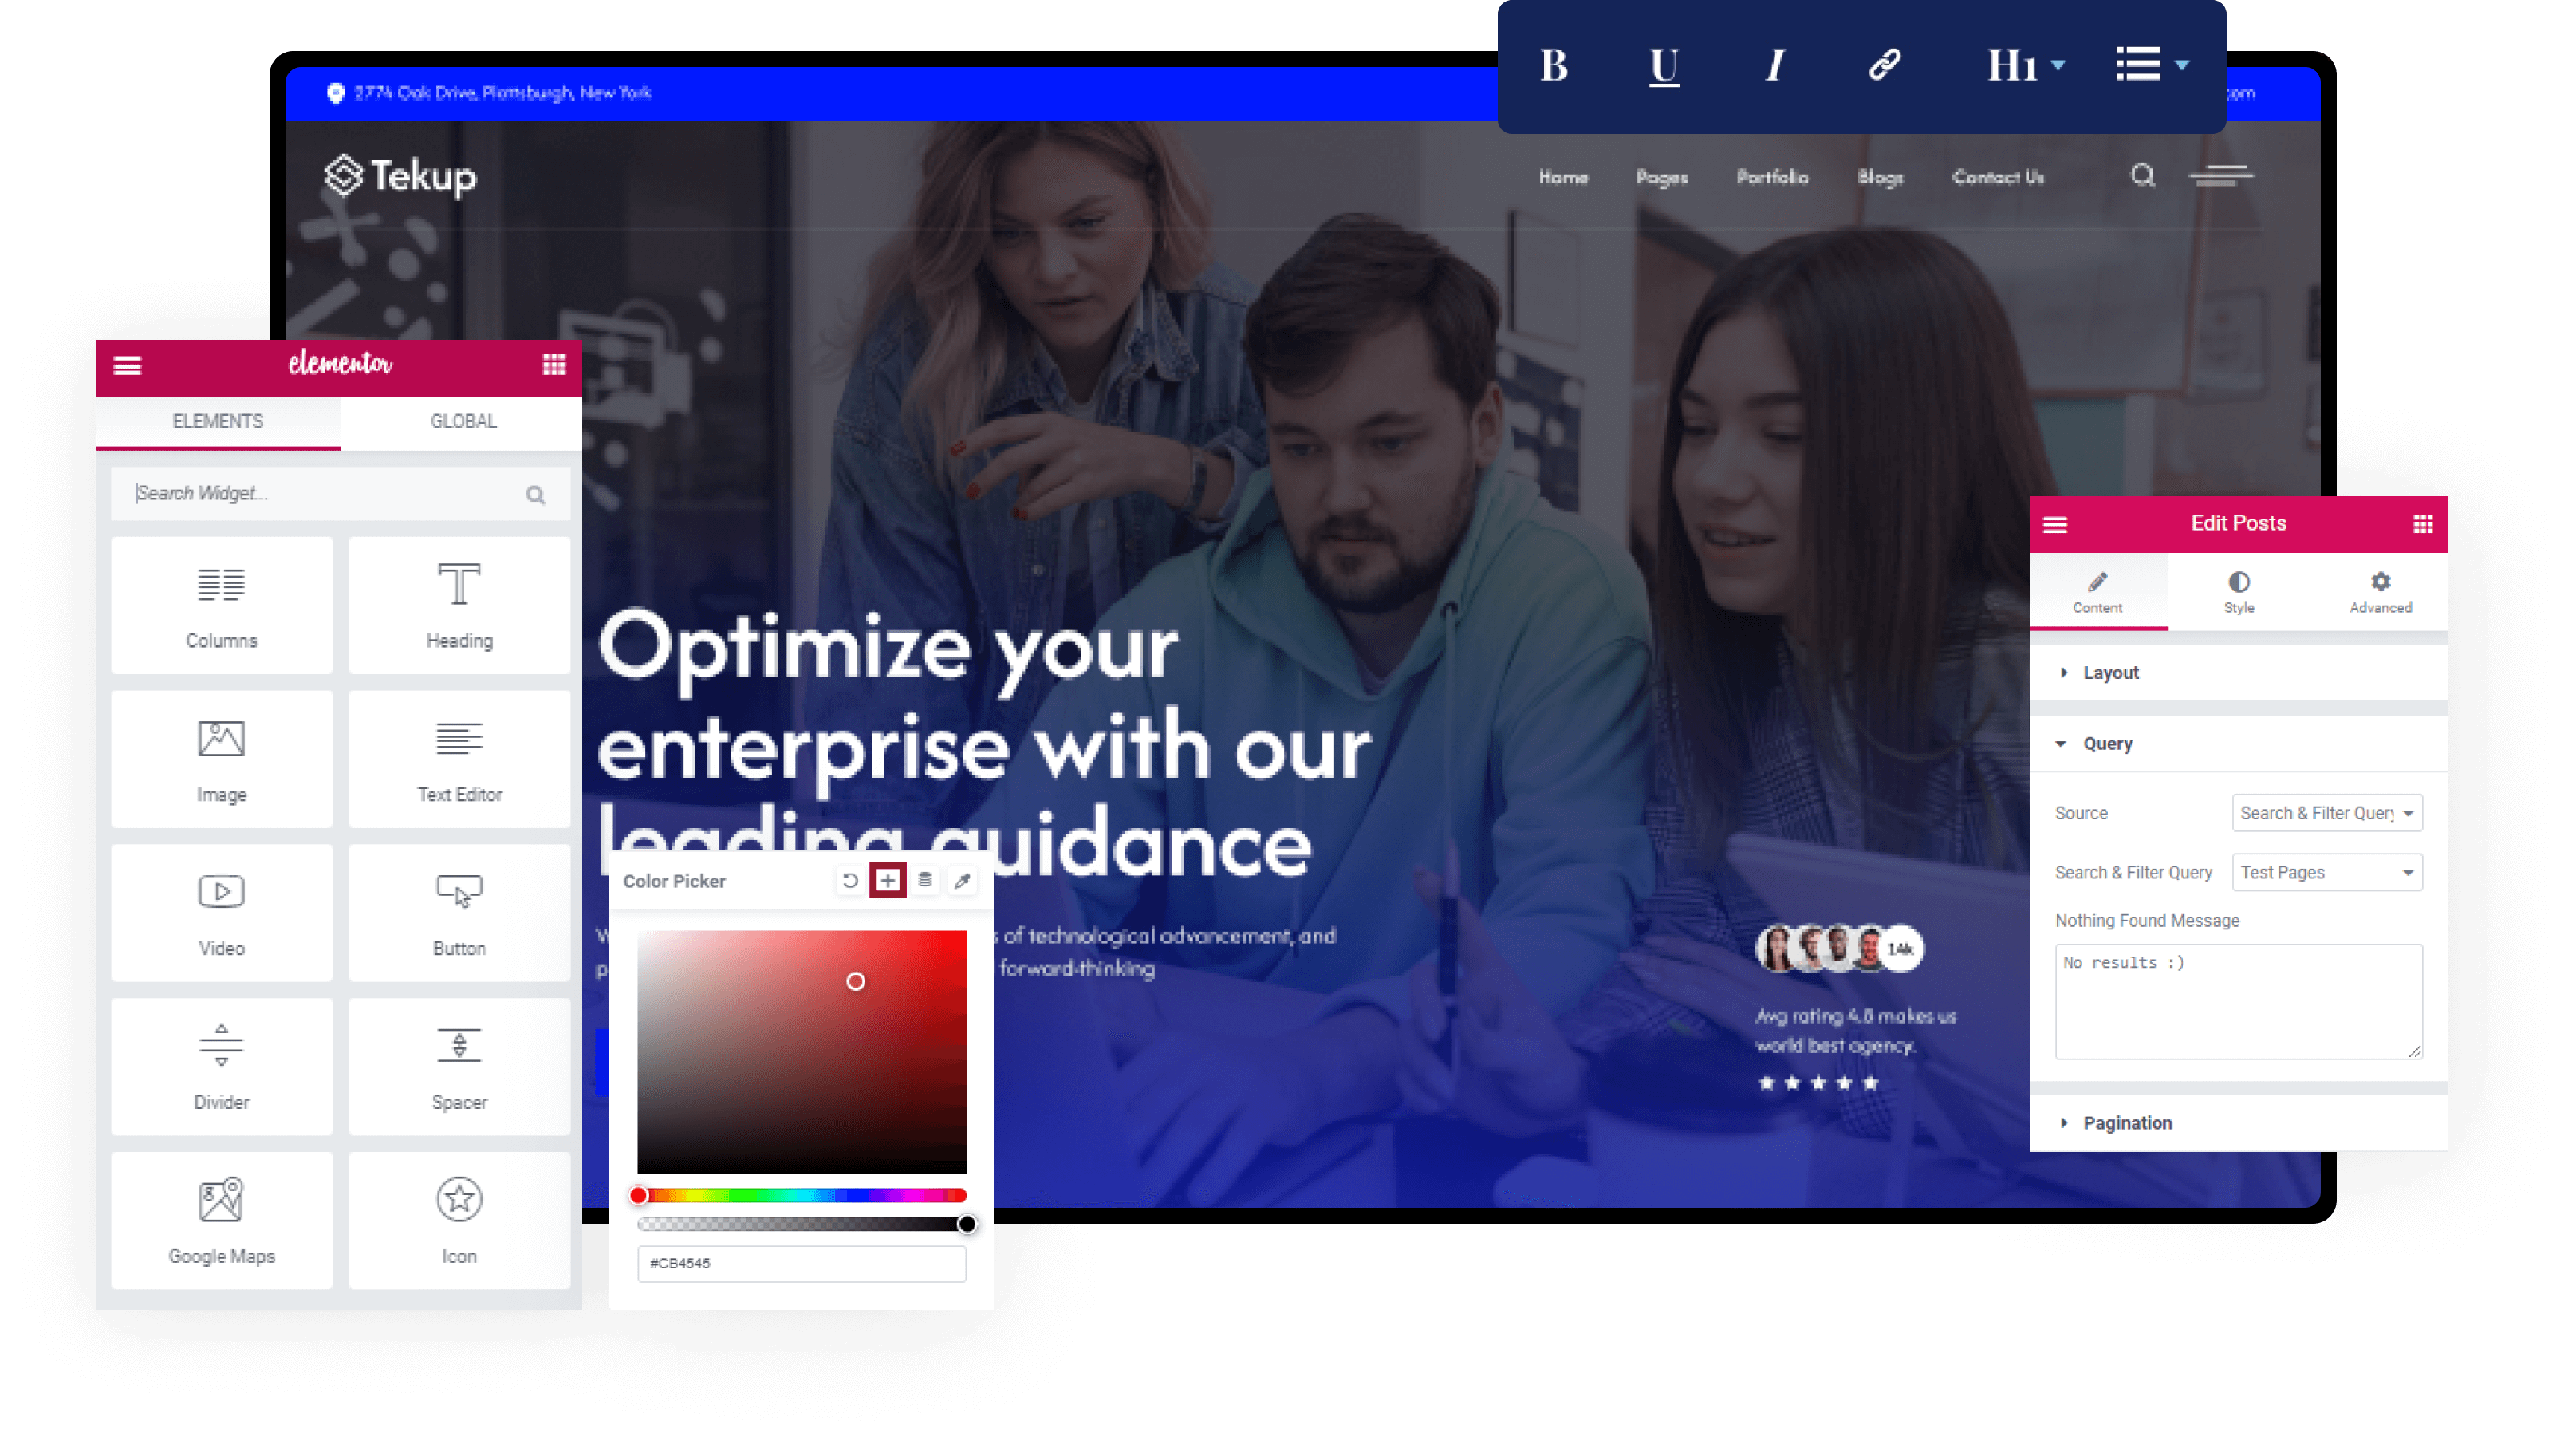 B U I H1
2774 Oak Drive, Plattsburgh, New York
.com
Tekup
Home Pages Portfolio Blogs Contact Us
elementor
ELEMENTS GLOBAL
Search Widget...
Columns Heading
Image Text Editor
Video Button
Divider Spacer
Google Maps Icon
Optimize your
enterprise with our
leading guidance
s of technological advancement, and
forward-thinking
Color Picker
#CB4545
14k
Avg rating 4.8 makes us
world best agency.
Edit Posts
Content Style Advanced
Layout
Query
Source Search & Filter Query
Search & Filter Query Test Pages
Nothing Found Message
No results :)
Pagination